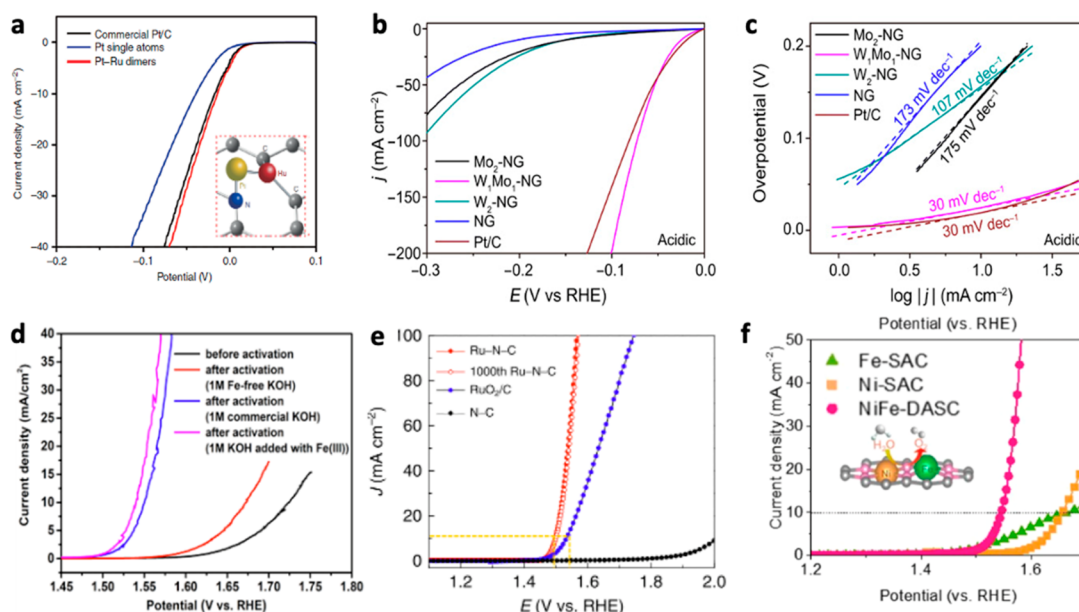 a
Commercial Pt/C
Pt single atoms
Pt–Ru dimers
Current density (mA cm⁻²)
0
−10
−20
−30
−40
C
Ru
N
C
−0.2
−0.1
0.0
0.1
Potential (V)
b
j (mA cm⁻²)
0
−50
−100
−150
−200
Mo₂-NG
W₁Mo₁-NG
W₂-NG
NG
Pt/C
Acidic
−0.3
−0.2
−0.1
0.0
E (V vs RHE)
c
Mo₂-NG
W₁Mo₁-NG
W₂-NG
NG
Pt/C
Overpotential (V)
0.2
0.1
0.0
173 mV dec⁻¹
107 mV dec⁻¹
175 mV dec⁻¹
30 mV dec⁻¹
30 mV dec⁻¹
Acidic
0.0
0.5
1.0
1.5
log |j| (mA cm⁻²)
d
before activation
after activation
(1M Fe-free KOH)
after activation
(1M commercial KOH)
after activation
(1M KOH added with Fe(III))
Current density (mA/cm²)
40
35
30
25
20
15
10
5
0
1.45
1.50
1.55
1.60
1.65
1.70
1.75
1.80
Potential (V vs. RHE)
e
Ru–N–C
1000th Ru–N–C
RuO₂/C
N–C
J (mA cm⁻²)
100
80
60
40
20
0
1.2
1.4
1.6
1.8
2.0
E (V vs. RHE)
Potential (vs. RHE)
f
Fe-SAC
Ni-SAC
NiFe-DASC
Current density (mA cm⁻²)
50
40
30
20
10
0
H₂O
O₂
Ni
1.2
1.4
1.6
Potential (vs. RHE)